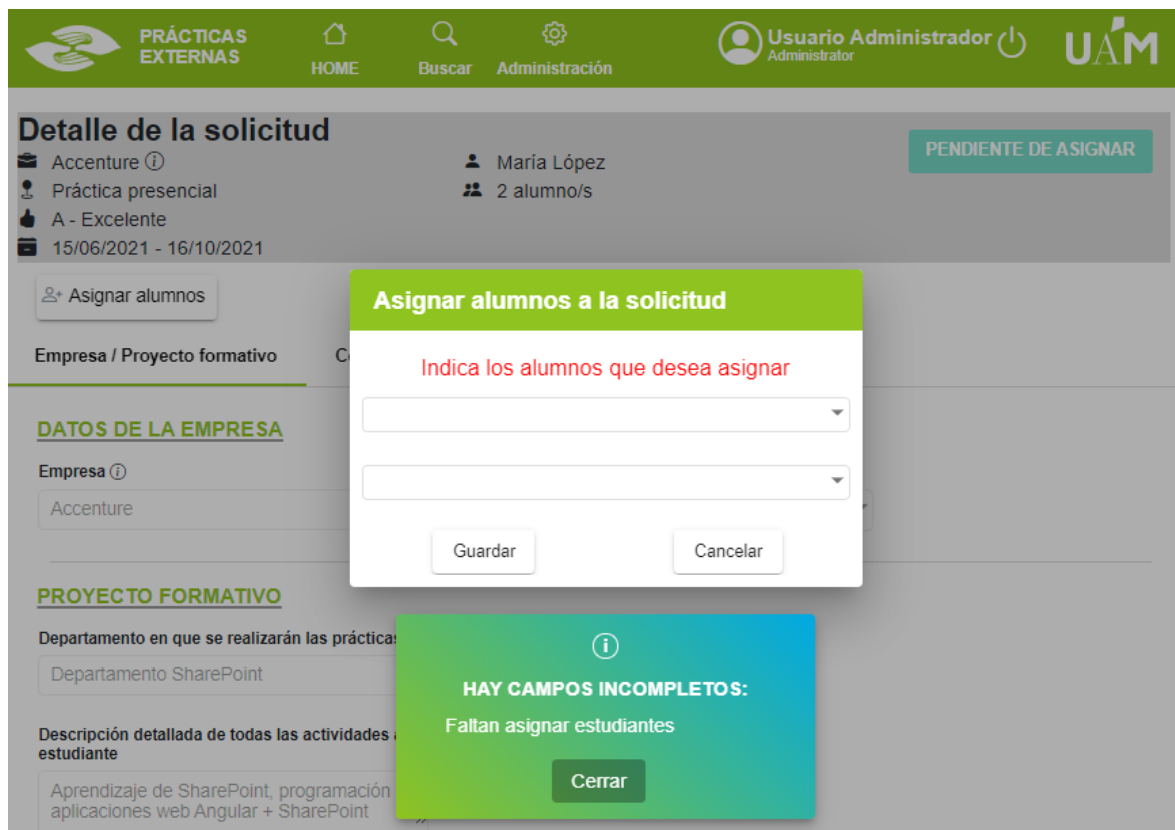 PRÁCTICAS
EXTERNAS
HOME
Buscar
Administración
Usuario Administrador
Administrator
UAM
Detalle de la solicitud
Accenture
Práctica presencial
A - Excelente
15/06/2021 - 16/10/2021
María López
2 alumno/s
PENDIENTE DE ASIGNAR
Asignar alumnos
Empresa / Proyecto formativo
Asignar alumnos a la solicitud
Indica los alumnos que desea asignar
Guardar
Cancelar
DATOS DE LA EMPRESA
Empresa
Accenture
PROYECTO FORMATIVO
Departamento en que se realizarán las prácticas
Departamento SharePoint
Descripción detallada de todas las actividades
estudiante
Aprendizaje de SharePoint, programación
aplicaciones web Angular + SharePoint
HAY CAMPOS INCOMPLETOS:
Faltan asignar estudiantes
Cerrar